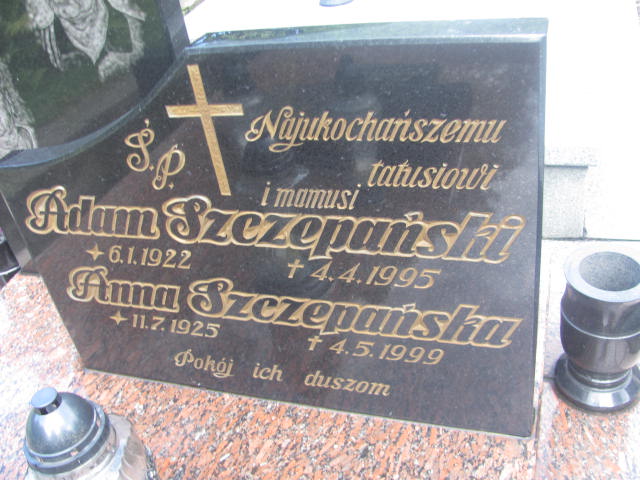 Ś.P.
Najukochańszemu
tatusiowi
i mamusi
Adam Szczepański
6.1.1922 † 4.4.1995
Anna Szczepańska
11.7.1925 † 4.5.1999
Pokój ich duszom